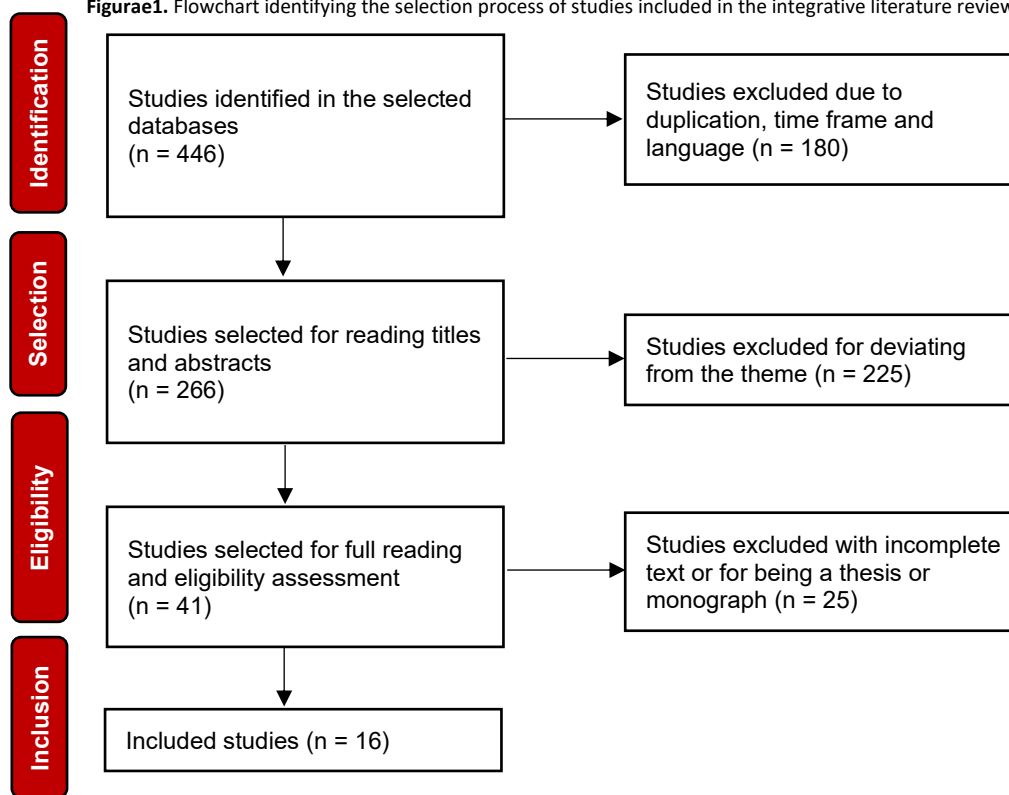 Figurae1. Flowchart identifying the selection process of studies included in the integrative literature review
Identification
Studies identified in the selected
databases
(n = 446)
Studies excluded due to
duplication, time frame and
language (n = 180)
Selection
Studies selected for reading titles
and abstracts
(n = 266)
Studies excluded for deviating
from the theme (n = 225)
Eligibility
Studies selected for full reading
and eligibility assessment
(n = 41)
Studies excluded with incomplete
text or for being a thesis or
monograph (n = 25)
Inclusion
Included studies (n = 16)